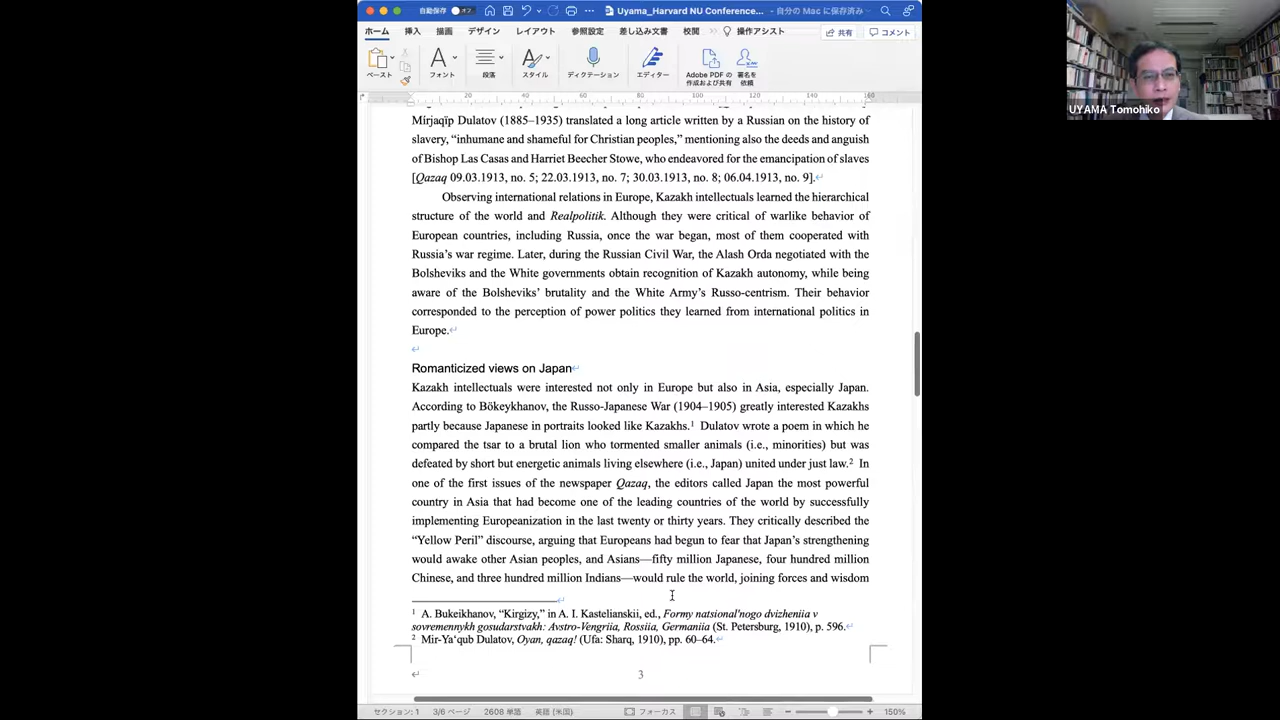 自動保存 オフ
Uyama_Harvard NU Conference... - 自分の Mac に保存済み
ホーム 挿入 描画 デザイン レイアウト 参照設定 差し込み文書 校閲 >> 操作アシスト 共有 コメント
ペースト フォント 段落 スタイル ディクテーション エディター Adobe PDF の作成および共有 署名を依頼
20 40 60 80 100 120 140 160
Mirjaqip Dulatov (1885–1935) translated a long article written by a Russian on the history of
slavery, “inhumane and shameful for Christian peoples,” mentioning also the deeds and anguish
of Bishop Las Casas and Harriet Beecher Stowe, who endeavored for the emancipation of slaves
[Qazaq 09.03.1913, no. 5; 22.03.1913, no. 7; 30.03.1913, no. 8; 06.04.1913, no. 9].
Observing international relations in Europe, Kazakh intellectuals learned the hierarchical
structure of the world and Realpolitik. Although they were critical of warlike behavior of
European countries, including Russia, once the war began, most of them cooperated with
Russia’s war regime. Later, during the Russian Civil War, the Alash Orda negotiated with the
Bolsheviks and the White governments obtain recognition of Kazakh autonomy, while being
aware of the Bolsheviks’ brutality and the White Army’s Russo-centrism. Their behavior
corresponded to the perception of power politics they learned from international politics in
Europe.
Romanticized views on Japan
Kazakh intellectuals were interested not only in Europe but also in Asia, especially Japan.
According to Bökeykhanov, the Russo-Japanese War (1904–1905) greatly interested Kazakhs
partly because Japanese in portraits looked like Kazakhs.1 Dulatov wrote a poem in which he
compared the tsar to a brutal lion who tormented smaller animals (i.e., minorities) but was
defeated by short but energetic animals living elsewhere (i.e., Japan) united under just law.2 In
one of the first issues of the newspaper Qazaq, the editors called Japan the most powerful
country in Asia that had become one of the leading countries of the world by successfully
implementing Europeanization in the last twenty or thirty years. They critically described the
“Yellow Peril” discourse, arguing that Europeans had begun to fear that Japan’s strengthening
would awake other Asian peoples, and Asians—fifty million Japanese, four hundred million
Chinese, and three hundred million Indians—would rule the world, joining forces and wisdom
1 A. Bukeikhanov, “Kirgizy,” in A. I. Kastelianskii, ed., Formy natsional'nogo dvizheniia v
sovremennykh gosudarstvakh: Avstro-Vengriia, Rossiia, Germaniia (St. Petersburg, 1910), p. 596.
2 Mir-Ya‘qub Dulatov, Oyan, qazaq! (Ufa: Sharq, 1910), pp. 60–64.
3
セクション: 1 3/6 ページ 2608 単語 英語 (米国) フォーカス 150%
UYAMA Tomohiko